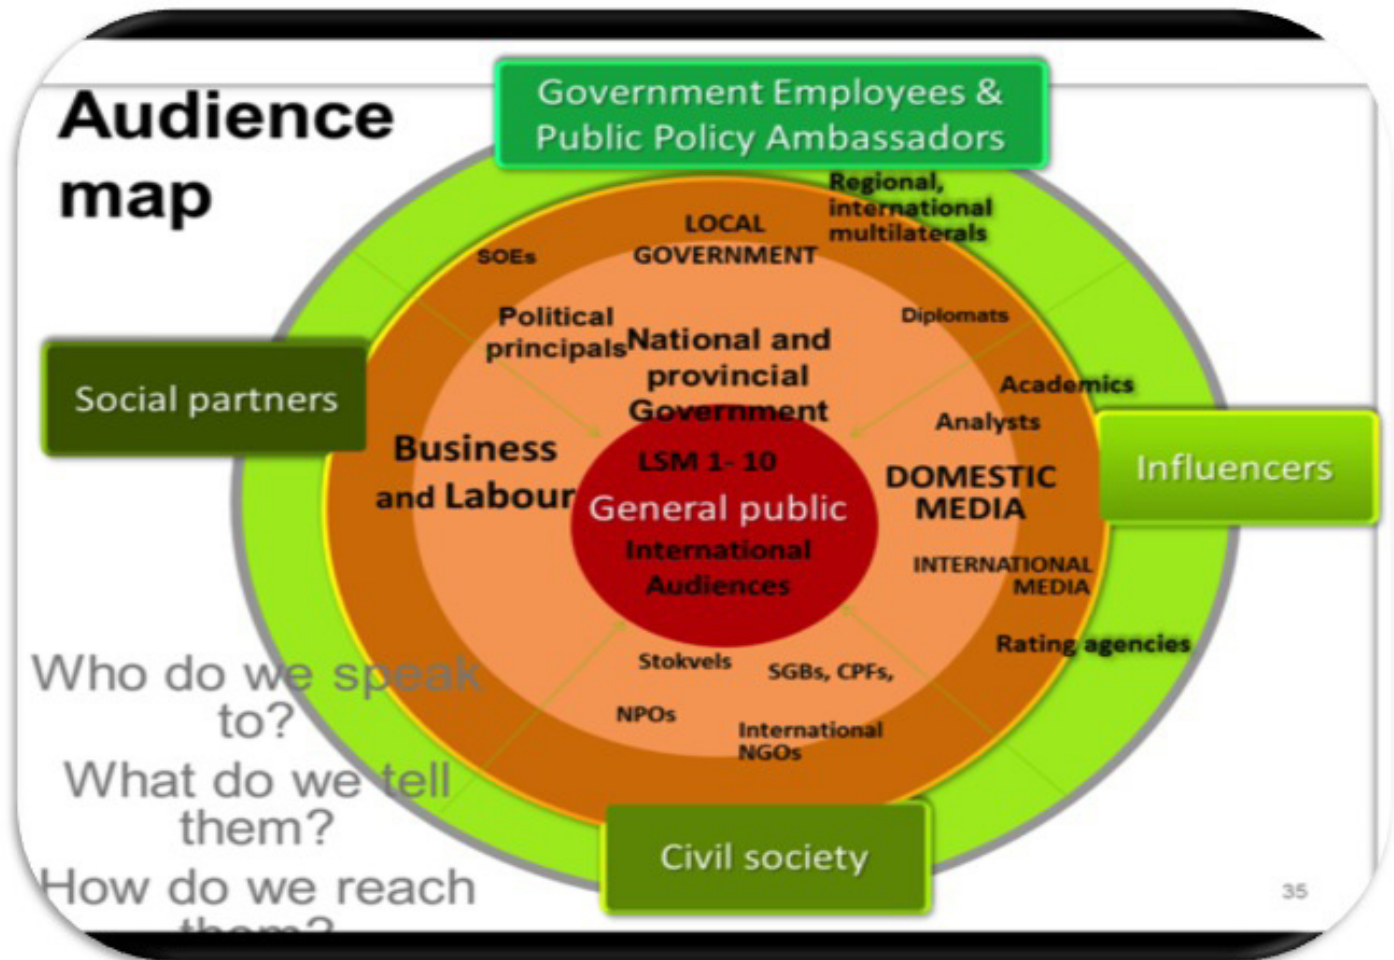 Audience
map
Government Employees &
Public Policy Ambassadors
Regional,
international
multilaterals
LOCAL
GOVERNMENT
SOEs
Political
principals
National and
provincial
Government
Diplomats
Social partners
Academics
Analysts
Business
and Labour
LSM 1- 10
General public
International
Audiences
DOMESTIC
MEDIA
Influencers
INTERNATIONAL
MEDIA
Rating agencies
Stokvels
SGBs, CPFs,
NPOs
International
NGOs
Civil society
Who do we speak
to?
What do we tell
them?
How do we reach
them?
35